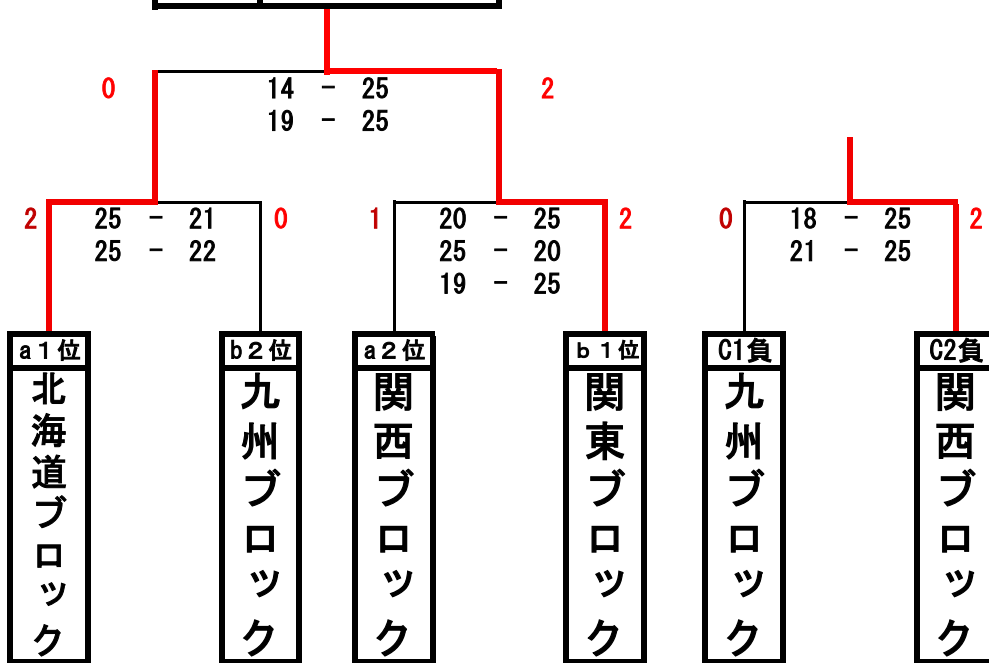 0 14 - 25 2
19 - 25
2 25 - 21 0
25 - 22
1 20 - 25 2
25 - 20
19 - 25
0 18 - 25 2
21 - 25
a１位
北海道ブロック
b２位
九州ブロック
a２位
関西ブロック
ｂ１位
関東ブロック
C1負
九州ブロック
C2負
関西ブロック